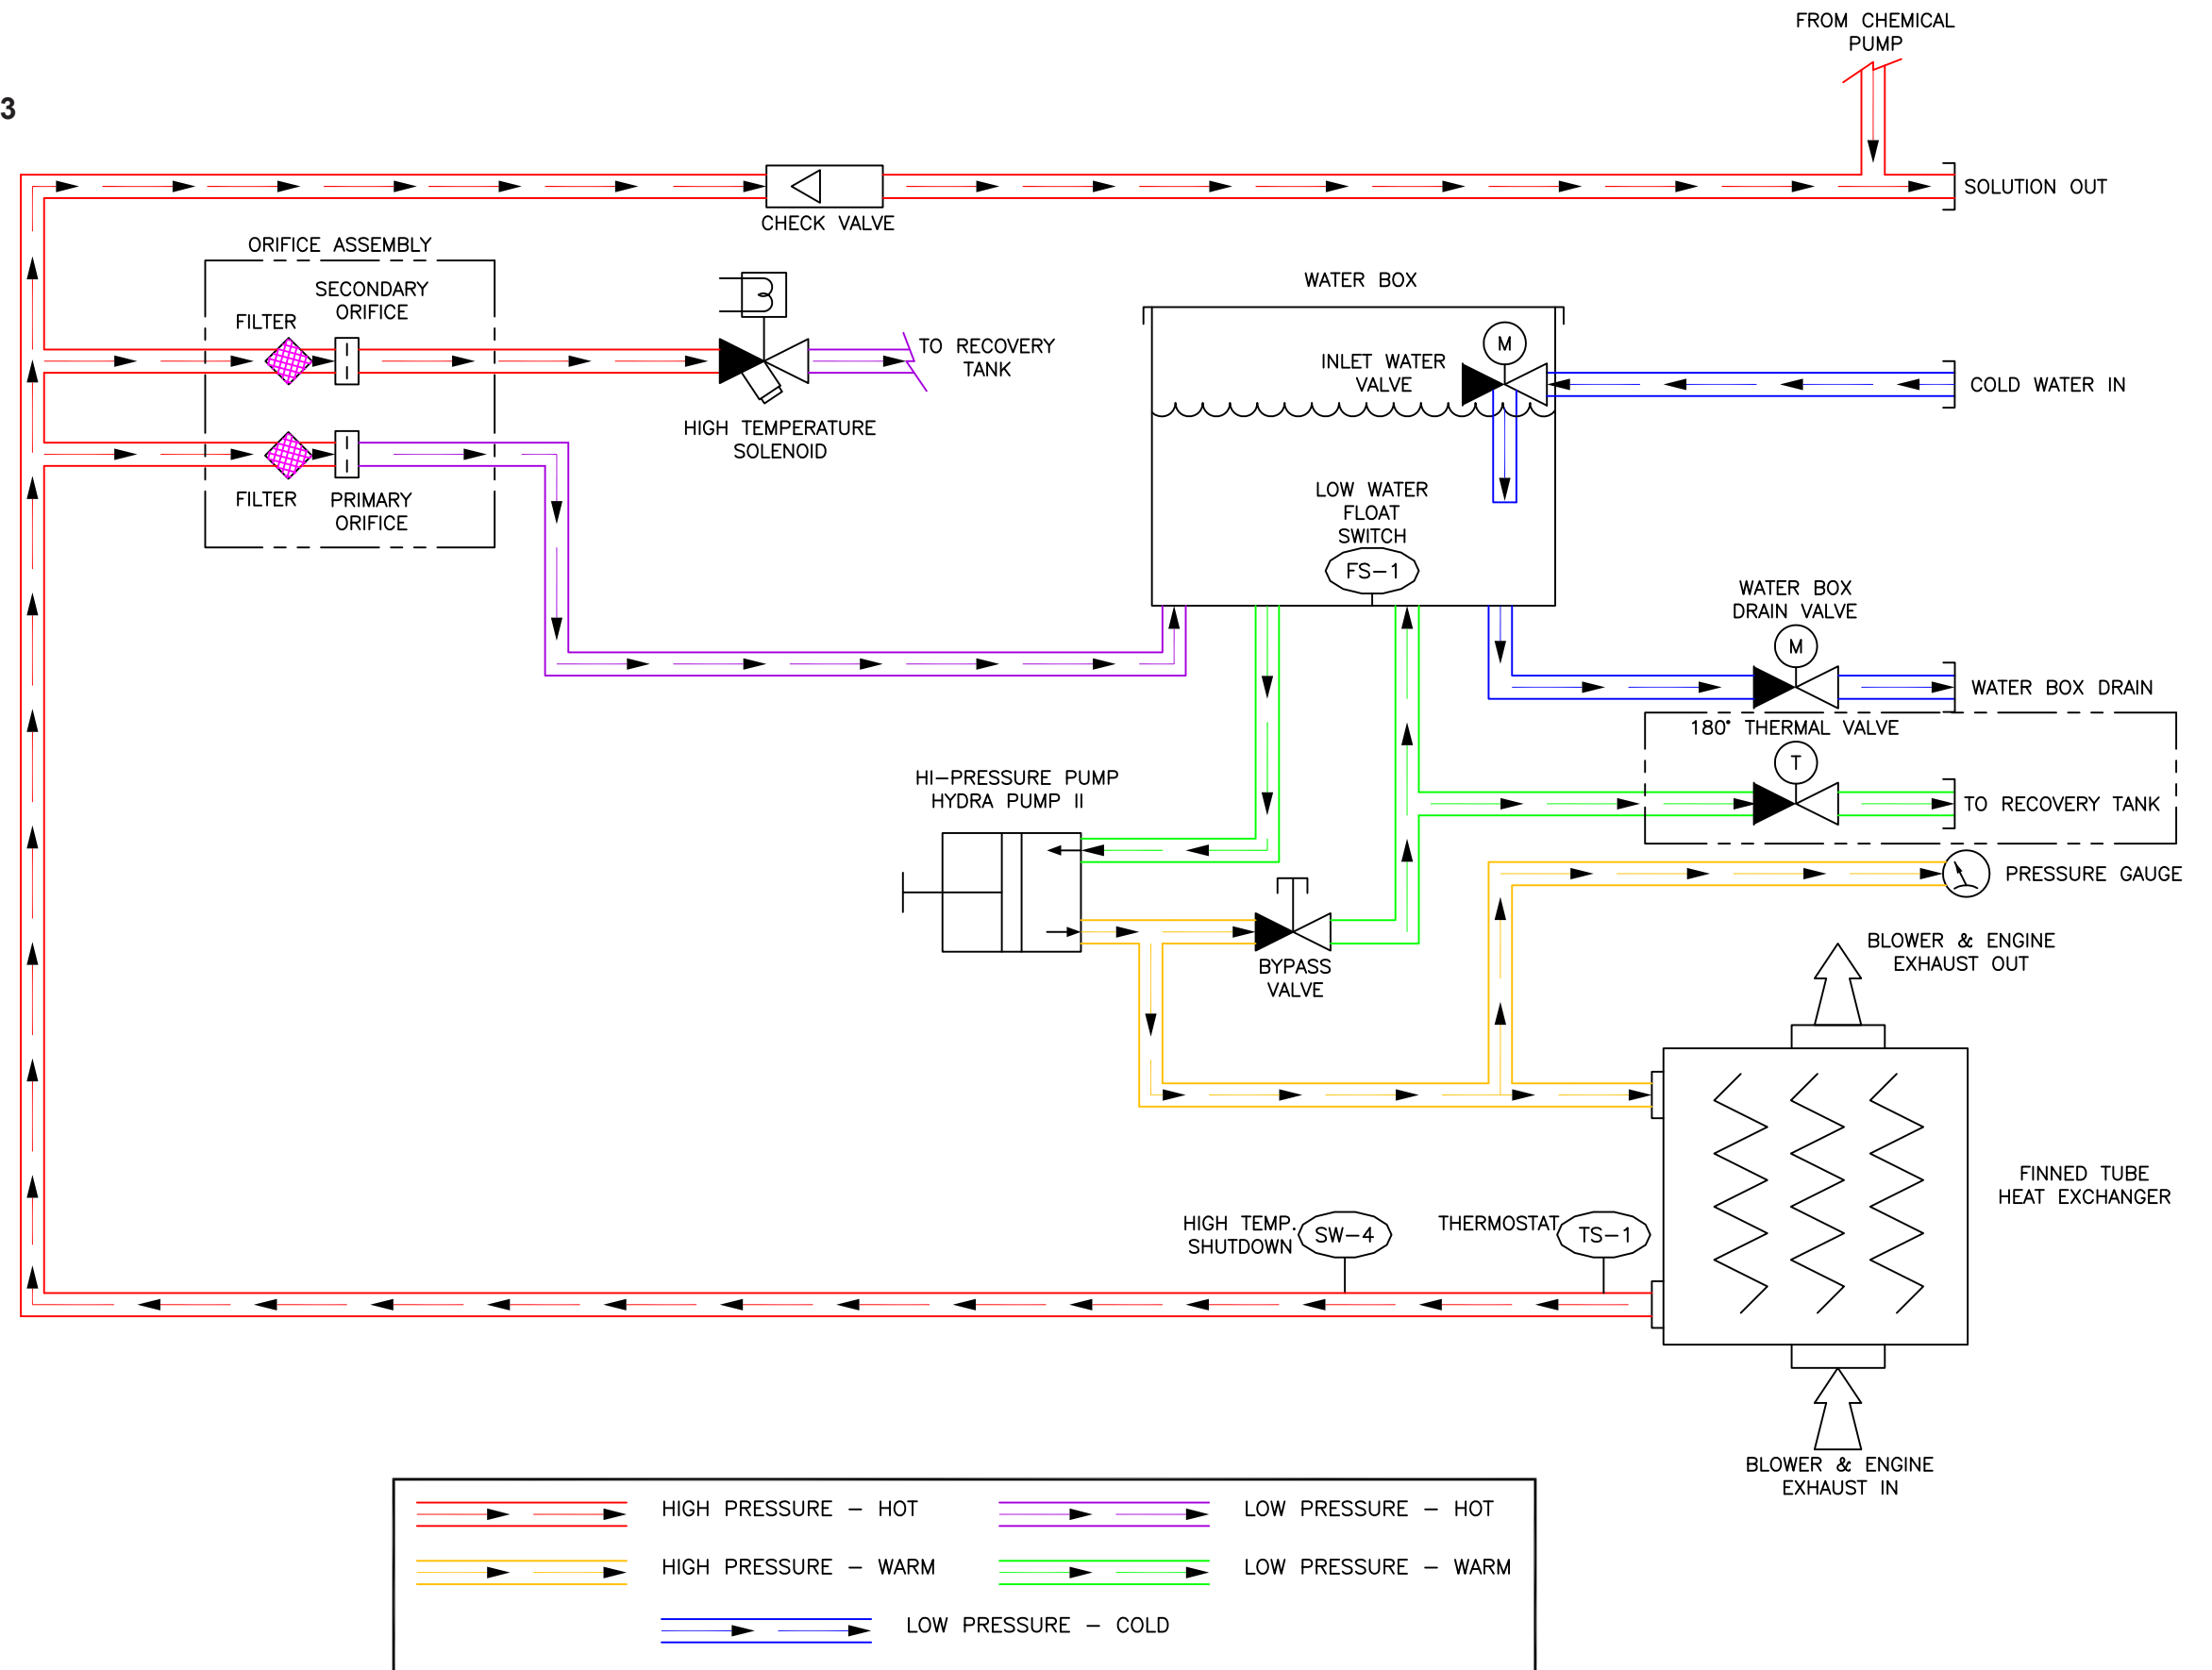 FROM CHEMICAL
PUMP
3
SOLUTION OUT
CHECK VALVE
ORIFICE ASSEMBLY
SECONDARY
ORIFICE
FILTER
WATER BOX
TO RECOVERY
TANK
M
INLET WATER
VALVE
COLD WATER IN
HIGH TEMPERATURE
SOLENOID
FILTER
PRIMARY
ORIFICE
LOW WATER
FLOAT
SWITCH
FS-1
WATER BOX
DRAIN VALVE
M
WATER BOX DRAIN
180° THERMAL VALVE
T
TO RECOVERY TANK
HI-PRESSURE PUMP
HYDRA PUMP II
PRESSURE GAUGE
BYPASS
VALVE
BLOWER & ENGINE
EXHAUST OUT
FINNED TUBE
HEAT EXCHANGER
HIGH TEMP.
SHUTDOWN
SW-4
THERMOSTAT
TS-1
BLOWER & ENGINE
EXHAUST IN
HIGH PRESSURE - HOT
LOW PRESSURE - HOT
HIGH PRESSURE - WARM
LOW PRESSURE - WARM
LOW PRESSURE - COLD